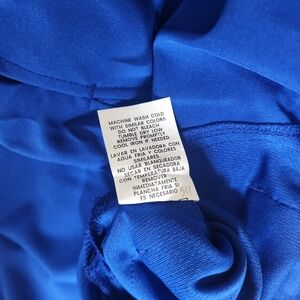 MACHINE WASH COLD
WITH SIMILAR COLORS
DO NOT BLEACH
TUMBLE DRY LOW
REMOVE PROMPTLY
COOL IRON IF NEEDED
LAVAR EN LAVADORA CON
AGUA FRIA Y COLORES
SIMILARES
NO USAR BLANQUEADOR
SECAR EN SECADORA
CON TEMPERATURA BAJA
REMOVER
INMEDIATAMENTE
PLANCHA FRIA SI
ES NECESARIO